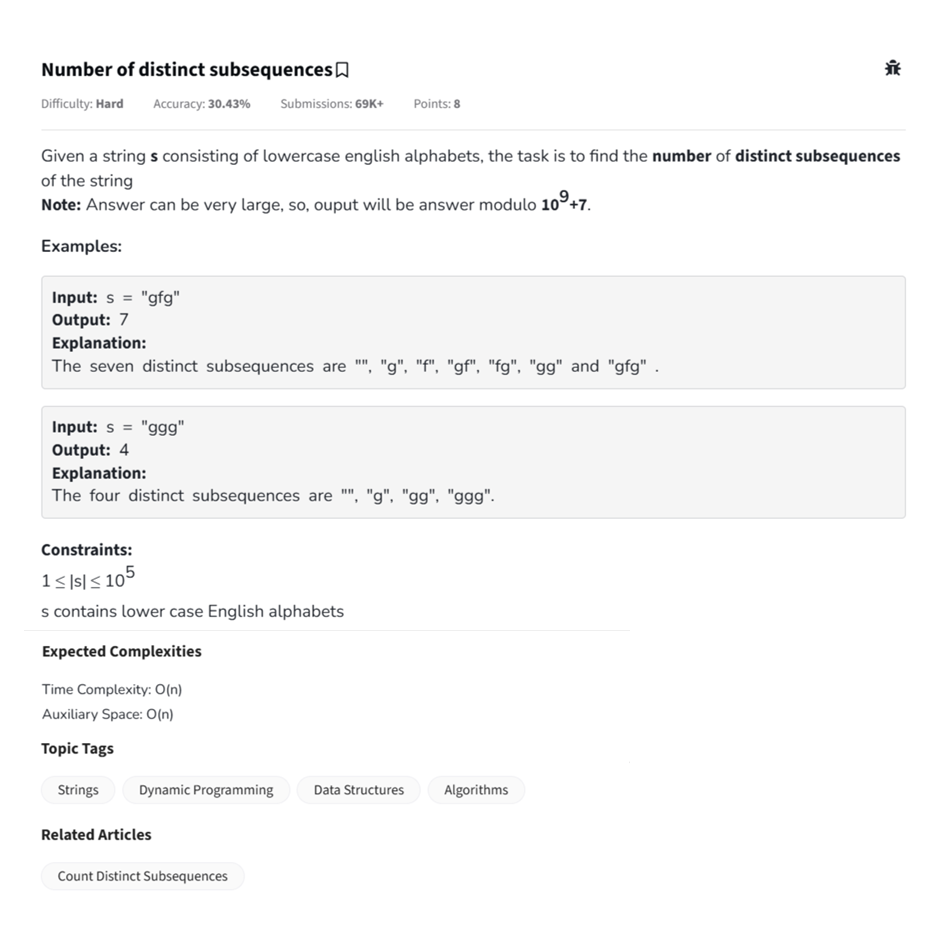 Number of distinct subsequences
Difficulty: Hard Accuracy: 30.43% Submissions: 69K+ Points: 8
Given a string s consisting of lowercase english alphabets, the task is to find the number of distinct subsequences
of the string
Note: Answer can be very large, so, ouput will be answer modulo 10^9+7.
Examples:
Input: s = "gfg"
Output: 7
Explanation:
The seven distinct subsequences are "", "g", "f", "gf", "fg", "gg" and "gfg" .
Input: s = "ggg"
Output: 4
Explanation:
The four distinct subsequences are "", "g", "gg", "ggg".
Constraints:
1 ≤ |s| ≤ 10^5
s contains lower case English alphabets
Expected Complexities
Time Complexity: O(n)
Auxiliary Space: O(n)
Topic Tags
Strings Dynamic Programming Data Structures Algorithms
Related Articles
Count Distinct Subsequences